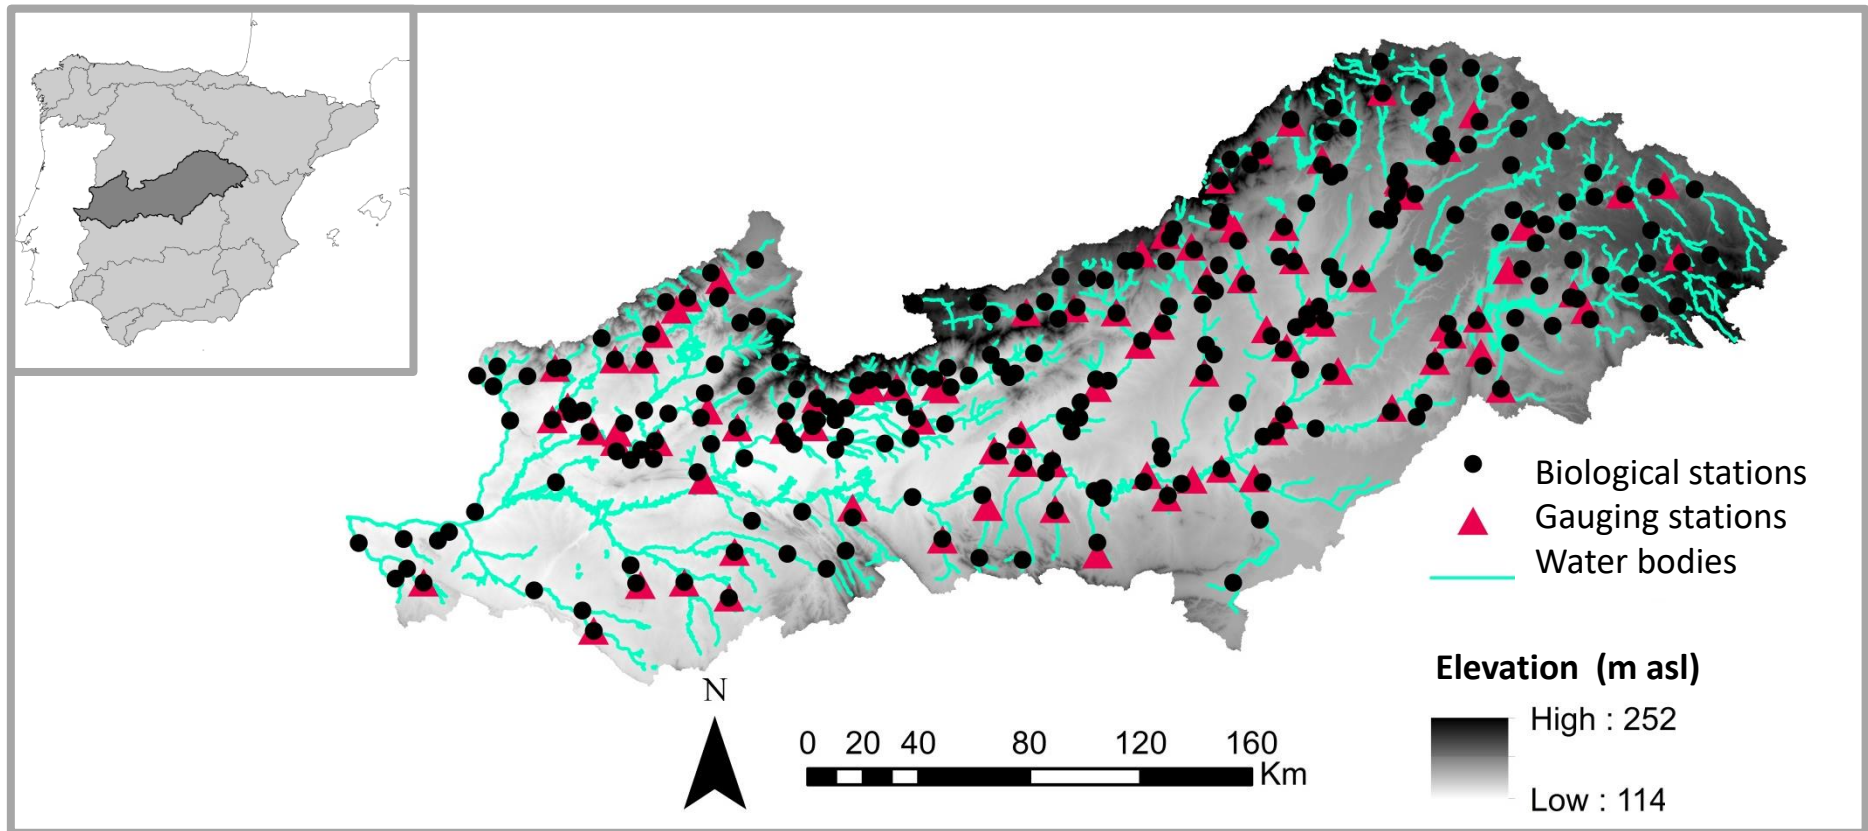 Biological stations
Gauging stations
Water bodies
Elevation (m asl)
High : 252
Low : 114
N
0 20 40 80 120 160
Km